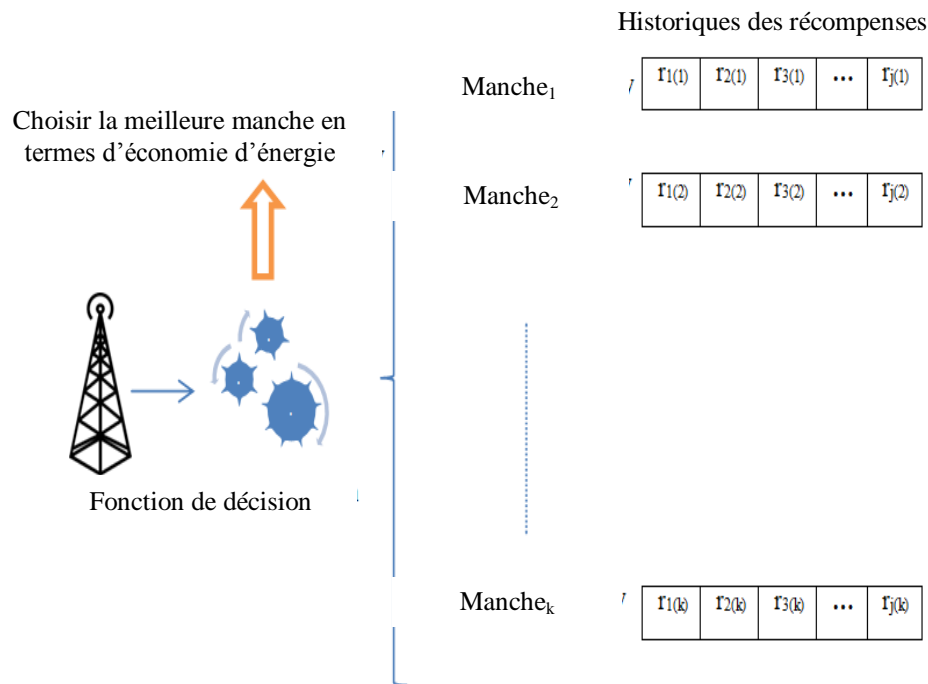 Historiques des récompenses
Manche1 r1(1) r2(1) r3(1) ... rj(1)
Choisir la meilleure manche en
termes d'économie d'énergie
Manche2 r1(2) r2(2) r3(2) ... rj(2)
Fonction de décision
Manchek r1(k) r2(k) r3(k) ... rj(k)